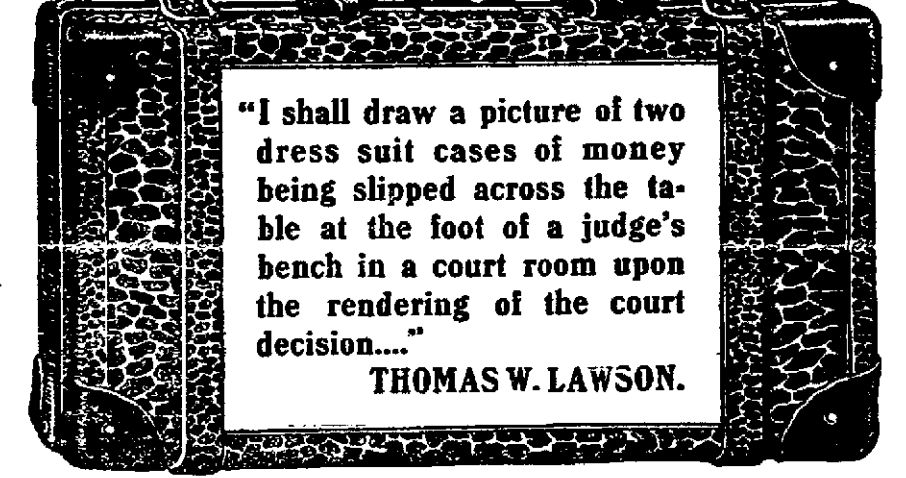 “I shall draw a picture of two
dress suit cases of money
being slipped across the ta-
ble at the foot of a judge's
bench in a court room upon
the rendering of the court
decision....”
THOMAS W. LAWSON.